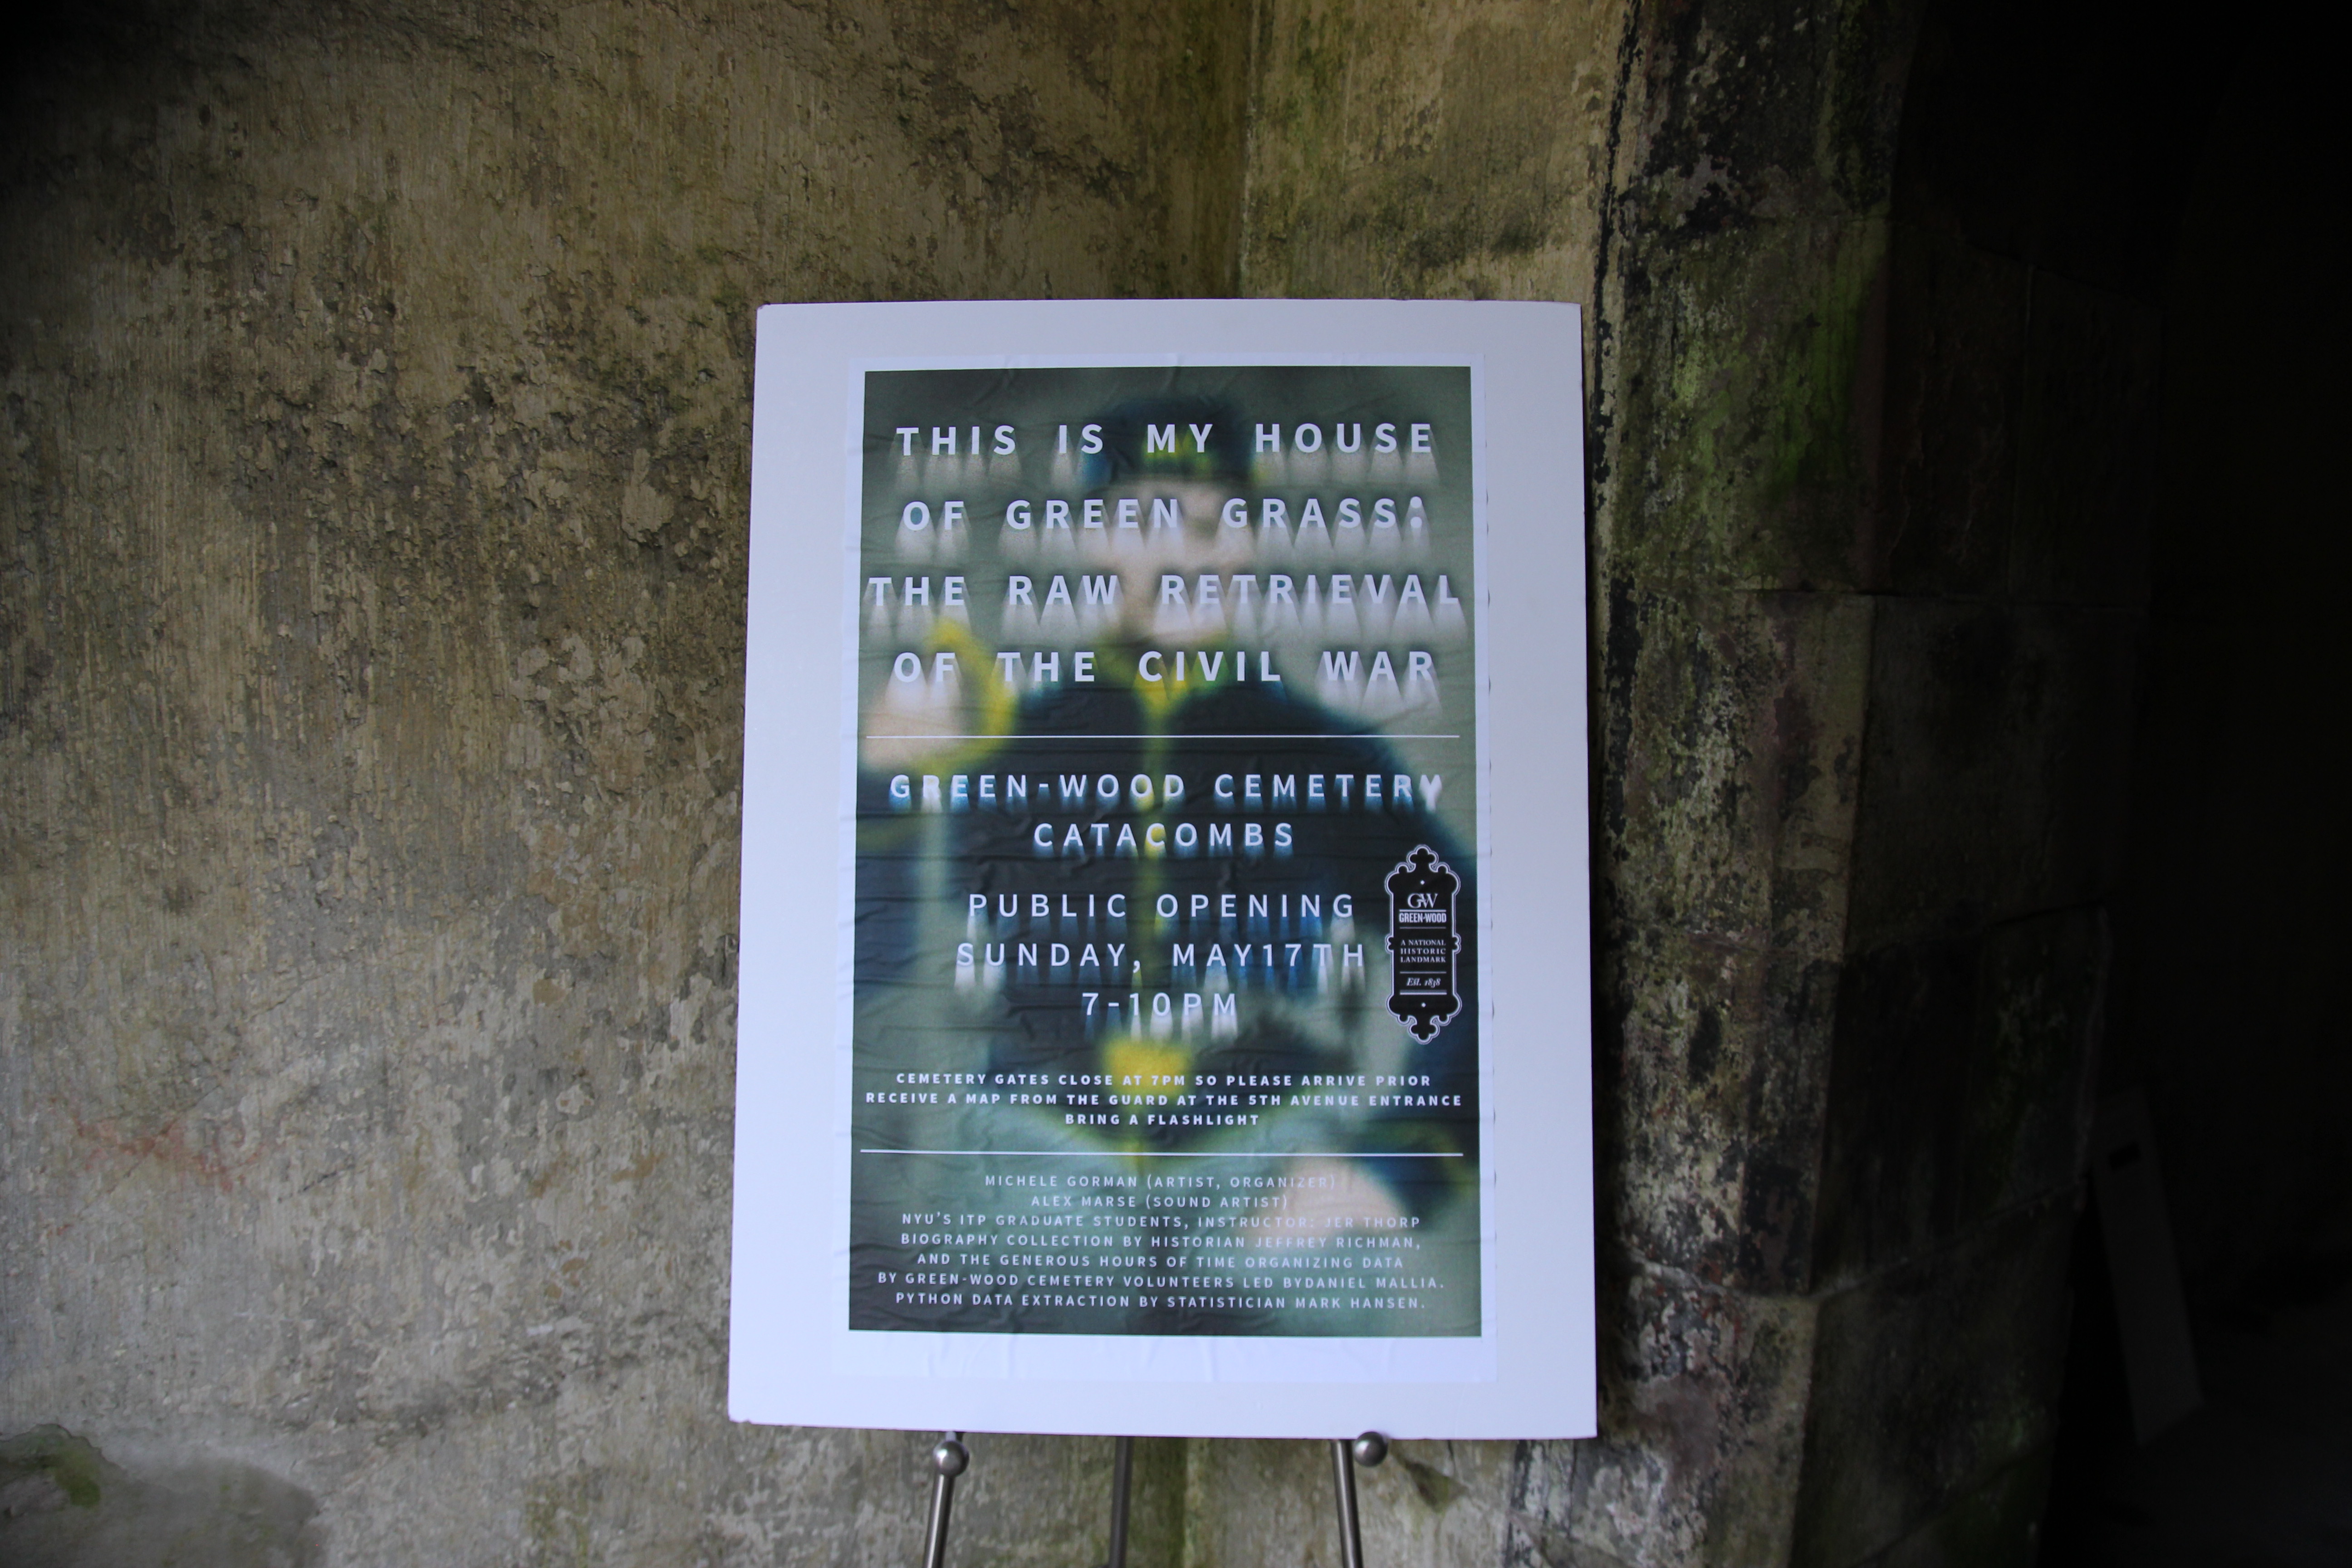 THIS IS MY HOUSE
OF GREEN GRASS:
THE RAW RETRIEVAL
OF THE CIVIL WAR
GREEN-WOOD CEMETERY
CATACOMBS
PUBLIC OPENING
SUNDAY, MAY17TH
7-10PM
GW
GREEN-WOOD
A NATIONAL
HISTORIC
LANDMARK
Est. 1838
CEMETERY GATES CLOSE AT 7PM SO PLEASE ARRIVE PRIOR
RECEIVE A MAP FROM THE GUARD AT THE 5TH AVENUE ENTRANCE
BRING A FLASHLIGHT
MICHELE GORMAN (ARTIST, ORGANIZER)
ALEX MARSE (SOUND ARTIST)
NYU'S ITP GRADUATE STUDENTS, INSTRUCTOR: JER THORP
BIOGRAPHY COLLECTION BY HISTORIAN JEFFREY RICHMAN,
AND THE GENEROUS HOURS OF TIME ORGANIZING DATA
BY GREEN-WOOD CEMETERY VOLUNTEERS LED BYDANIEL MALLIA.
PYTHON DATA EXTRACTION BY STATISTICIAN MARK HANSEN.